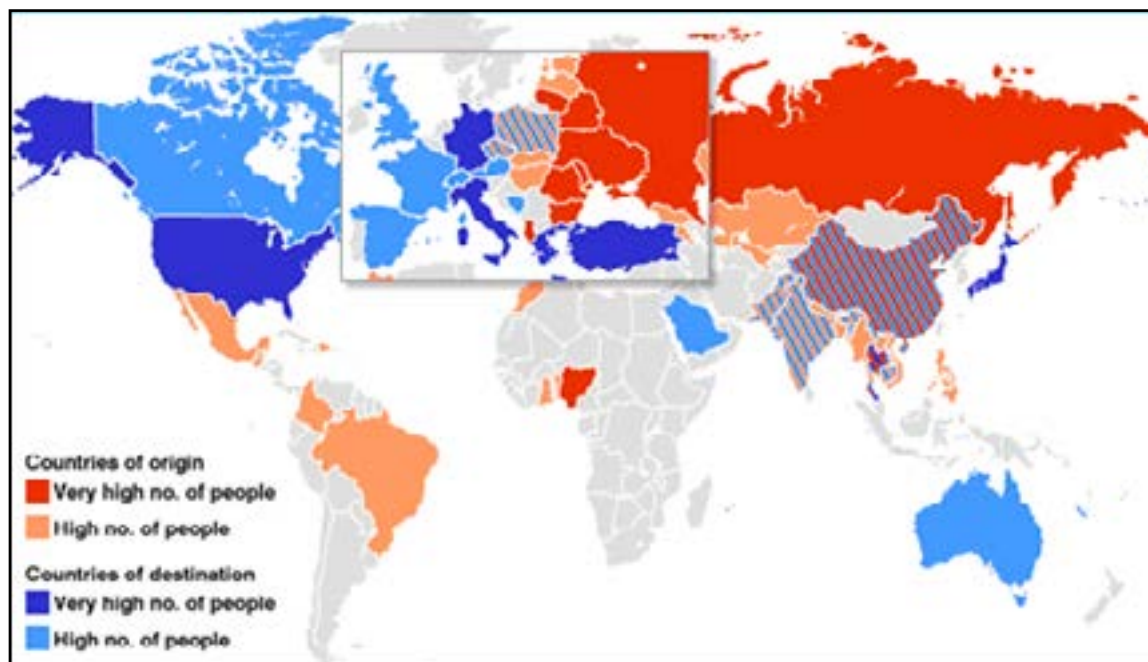 Countries of origin
Very high no. of people
High no. of people
Countries of destination
Very high no. of people
High no. of people